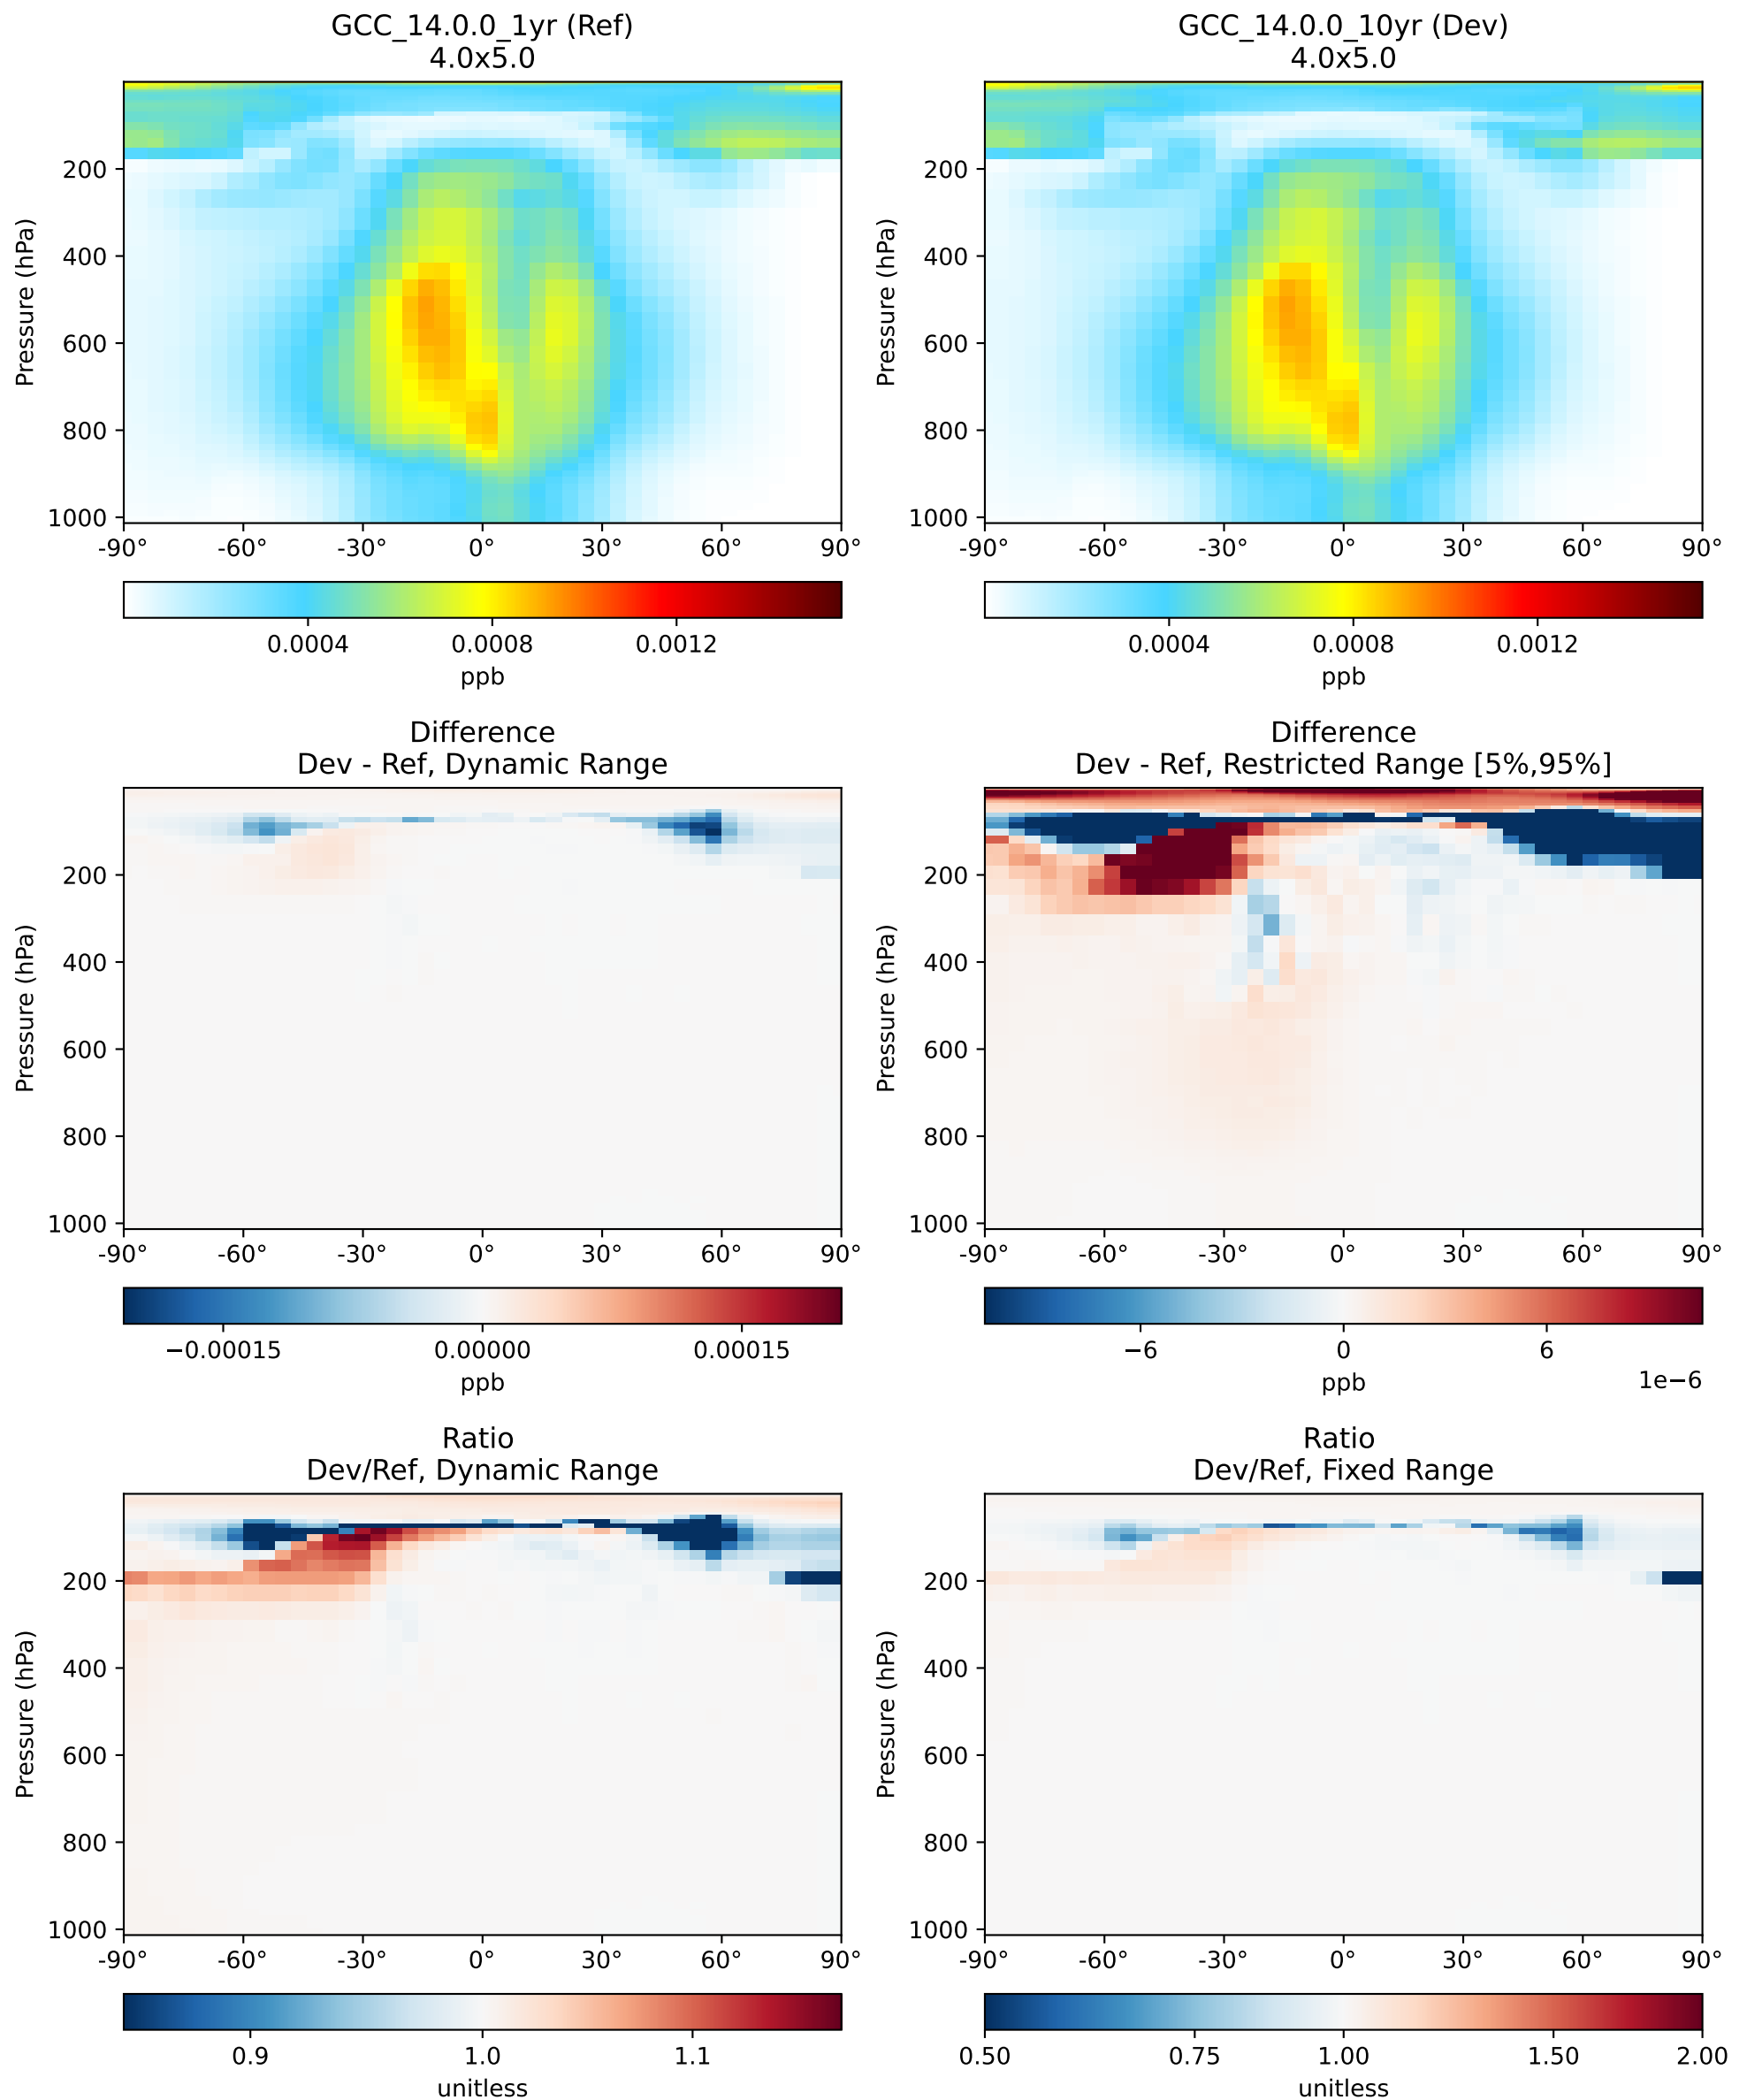 GCC_14.0.0_1yr (Ref)
4.0x5.0
Pressure (hPa)
200
400
600
800
1000
-90° -60° -30° 0° 30° 60° 90°
0.0004 0.0008 0.0012
ppb
GCC_14.0.0_10yr (Dev)
4.0x5.0
Pressure (hPa)
200
400
600
800
1000
-90° -60° -30° 0° 30° 60° 90°
0.0004 0.0008 0.0012
ppb
Difference
Dev - Ref, Dynamic Range
Pressure (hPa)
200
400
600
800
1000
-90° -60° -30° 0° 30° 60° 90°
−0.00015 0.00000 0.00015
ppb
Difference
Dev - Ref, Restricted Range [5%,95%]
Pressure (hPa)
200
400
600
800
1000
-90° -60° -30° 0° 30° 60° 90°
−6 0 6
ppb
1e−6
Ratio
Dev/Ref, Dynamic Range
Pressure (hPa)
200
400
600
800
1000
-90° -60° -30° 0° 30° 60° 90°
0.9 1.0 1.1
unitless
Ratio
Dev/Ref, Fixed Range
Pressure (hPa)
200
400
600
800
1000
-90° -60° -30° 0° 30° 60° 90°
0.50 0.75 1.00 1.50 2.00
unitless